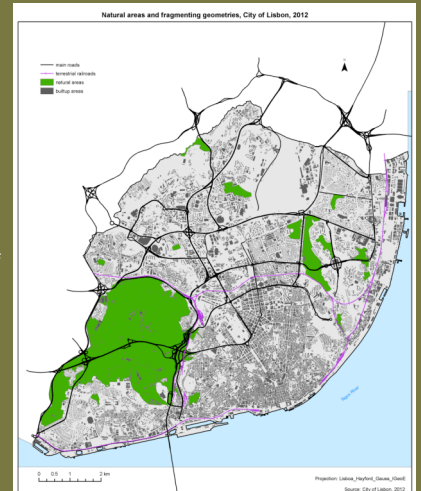 Natural areas and fragmenting geometries, City of Lisbon, 2012
N
main roads
terrestrial railroads
natural areas
builtup areas
Tagus River
0 0.5 1 2 km
Projection: Lisboa_Hayford_Gauss_IGeoE
Source: City of Lisbon, 2012